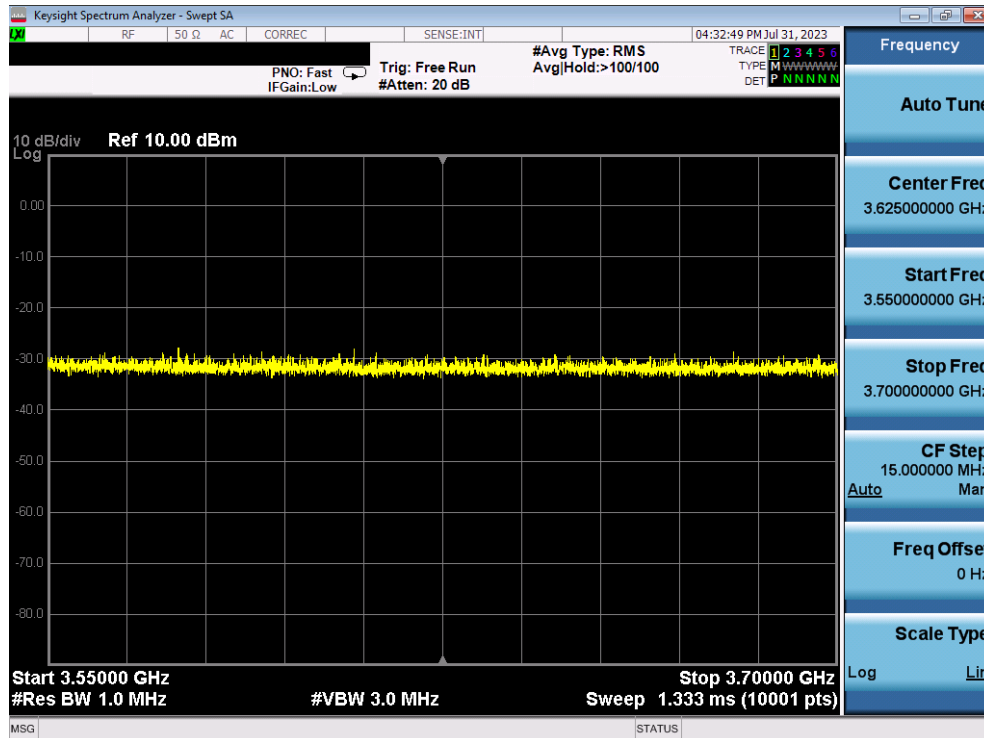 Keysight Spectrum Analyzer - Swept SA
LXI RF 50 Ω AC CORREC SENSE:INT 04:32:49 PM Jul 31, 2023
PNO: Fast
IFGain:Low
Trig: Free Run
#Atten: 20 dB
#Avg Type: RMS
Avg|Hold:>100/100
TRACE 1 2 3 4 5 6
TYPE M W W W W W
DET P N N N N N
10 dB/div
Log
Ref 10.00 dBm
0.00
-10.0
-20.0
-30.0
-40.0
-50.0
-60.0
-70.0
-80.0
Start 3.55000 GHz
Stop 3.70000 GHz
#Res BW 1.0 MHz
#VBW 3.0 MHz
Sweep 1.333 ms (10001 pts)
MSG
STATUS
Frequency
Auto Tune
Center Freq
3.625000000 GHz
Start Freq
3.550000000 GHz
Stop Freq
3.700000000 GHz
CF Step
15.000000 MHz
Auto Man
Freq Offset
0 Hz
Scale Type
Log Lin